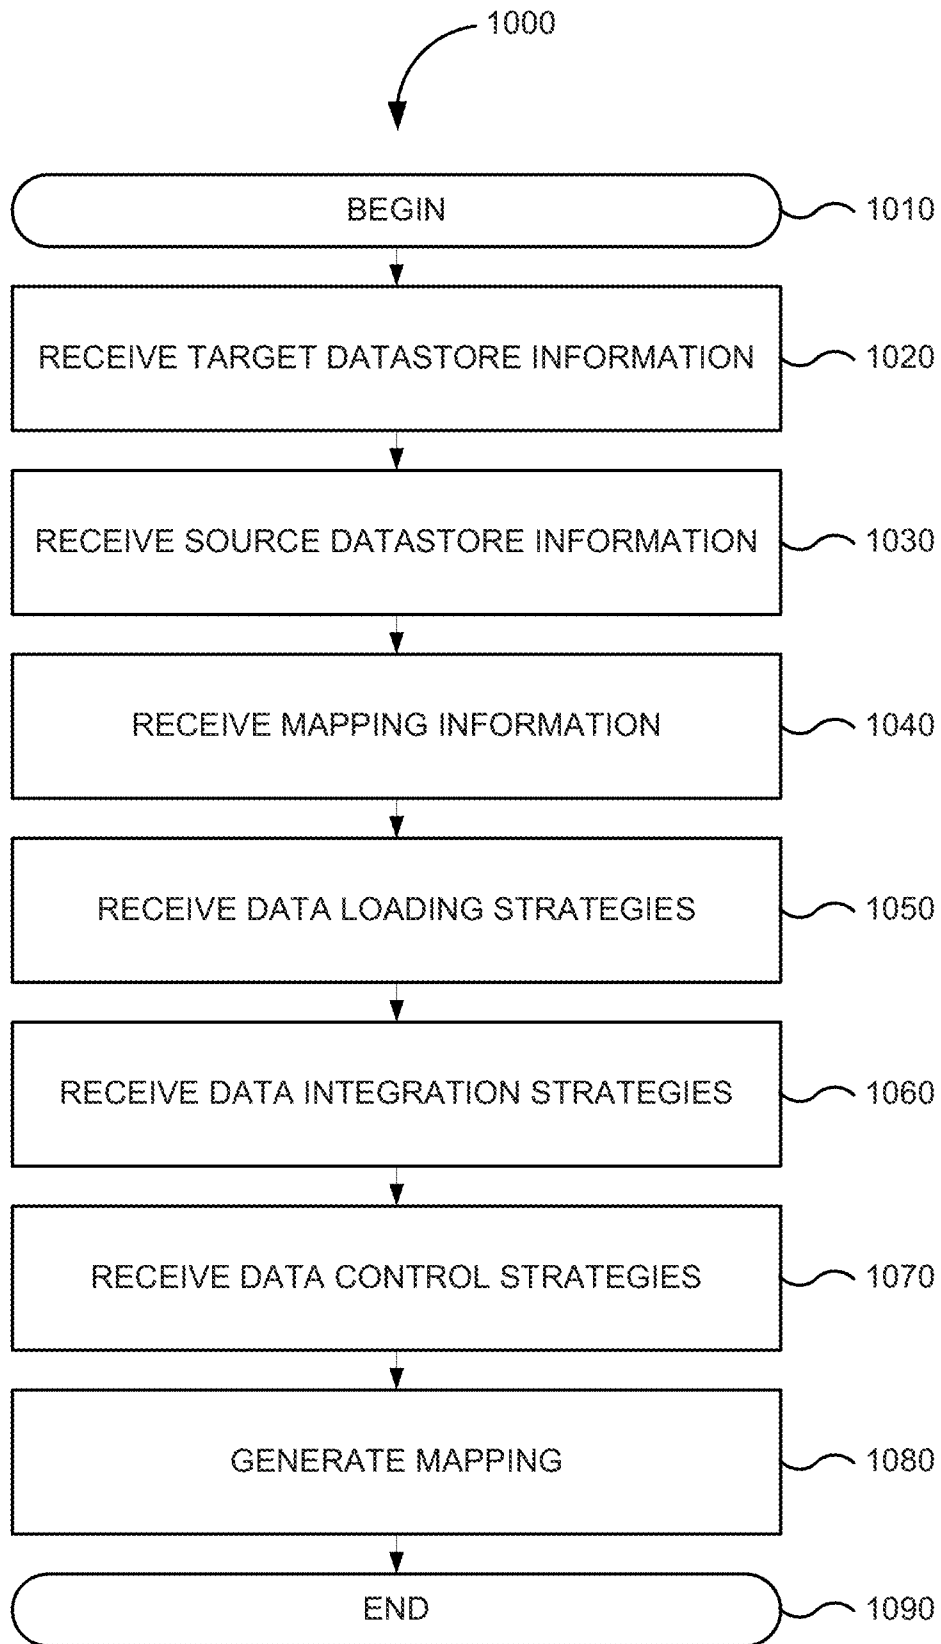 1000
BEGIN
1010
RECEIVE TARGET DATASTORE INFORMATION
1020
RECEIVE SOURCE DATASTORE INFORMATION
1030
RECEIVE MAPPING INFORMATION
1040
RECEIVE DATA LOADING STRATEGIES
1050
RECEIVE DATA INTEGRATION STRATEGIES
1060
RECEIVE DATA CONTROL STRATEGIES
1070
GENERATE MAPPING
1080
END
1090